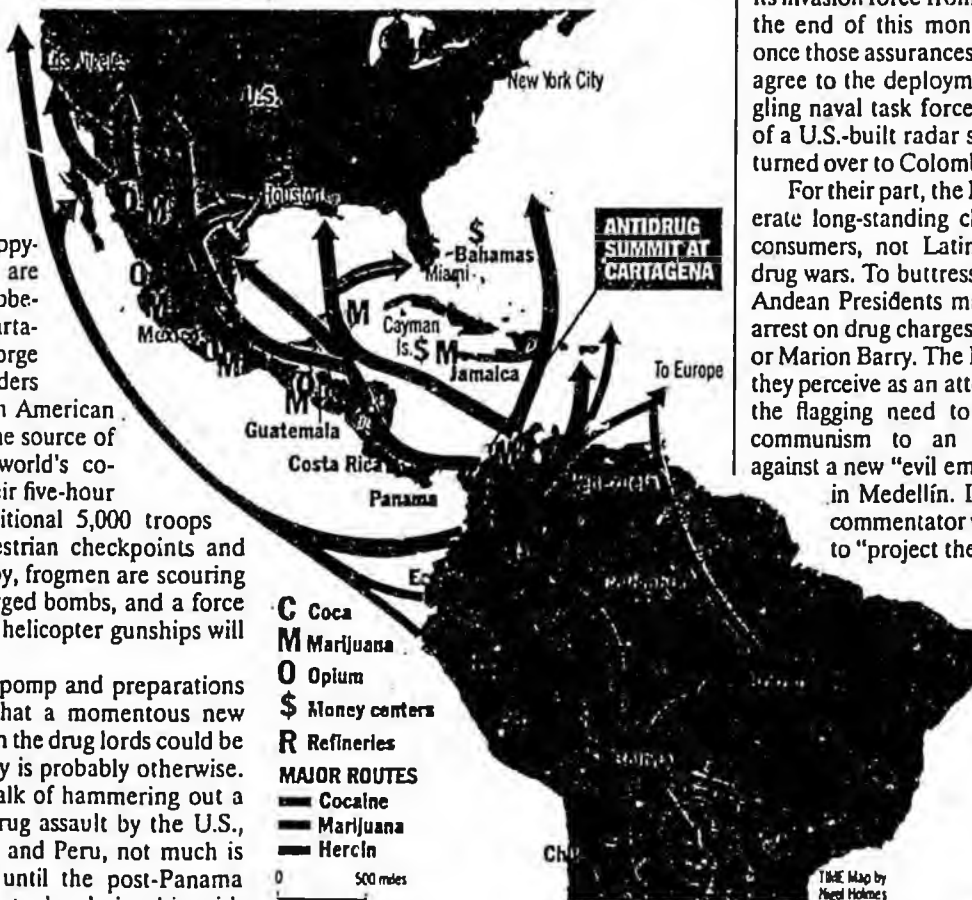 opy-
are
obe-
arta-
orge
ders
n American
ne source of
world's co-
eir five-hour
itional 5,000 troops
estrian checkpoints and
by, frogmen are scouring
ged bombs, and a force
helicopter gunships will
pomp and preparations
hat a momentous new
n the drug lords could be
y is probably otherwise.
alk of hammering out a
rug assault by the U.S.,
and Peru, not much is
until the post-Panama
Los Angeles
U.S.
New York City
Houston
O
M
$
$
Bahamas
Miami
ANTIDRUG
SUMMIT AT
CARTAGENA
O
Mexico
M
M
Cayman
Is. $
M
Jamaica
O
M
Guatemala
Costa Rica
Panama
To Europe
Ec
Ch
C Coca
M Marijuana
O Opium
$ Money centers
R Refineries
MAJOR ROUTES
Cocaine
Marijuana
Heroin
0 500 miles
TIME Map by
Nigel Holmes
its invasion force from
the end of this mon
once those assurances
agree to the deploym
gling naval task force
of a U.S.-built radar s
turned over to Colomb
For their part, the
erate long-standing c
consumers, not Latin
drug wars. To buttress
Andean Presidents m
arrest on drug charges
or Marion Barry. The
they perceive as an att
the flagging need to
communism to an
against a new "evil em
in Medellín.
commentator
to "project the